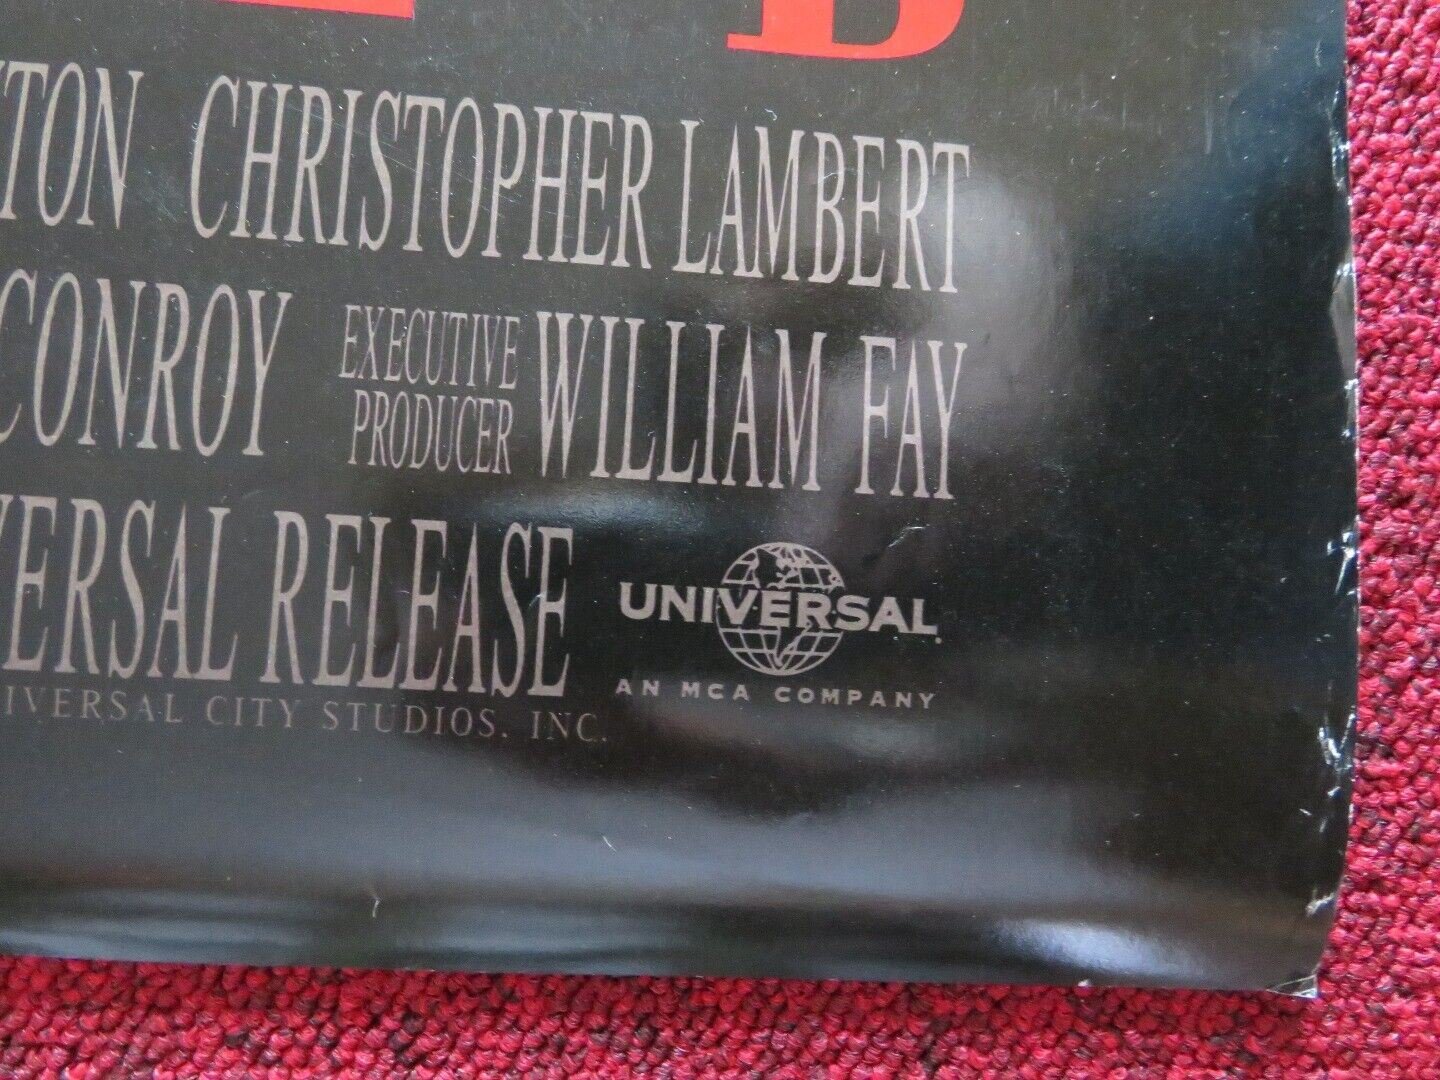 B
TON CHRISTOPHER LAMBERT
CONROY EXECUTIVE PRODUCER WILLIAM FAY
VERSAL RELEASE
UNIVERSAL
AN MCA COMPANY
IVERSAL CITY STUDIOS, INC.